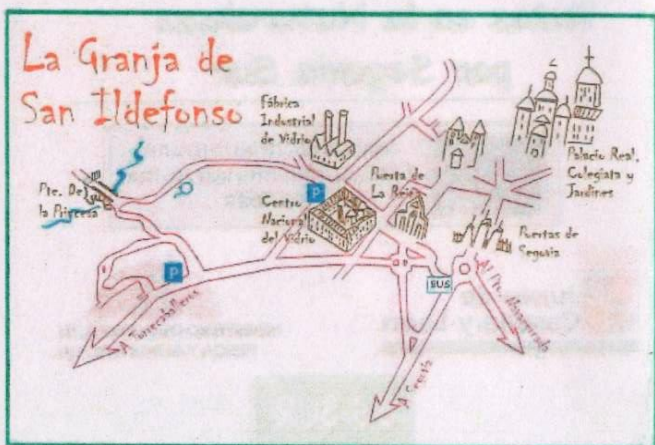 La Granja de
San Ildefonso
Fábrica
Industrial
de Vidrio
Palacio Real,
Colegiata y
Jardines
Puerta de
La Reina
Pte. De
la Princesa
P
Centro
Nacional
del Vidrio
Puertas de
Segovia
P
BUS
A Torrecaballeros
A Segovia